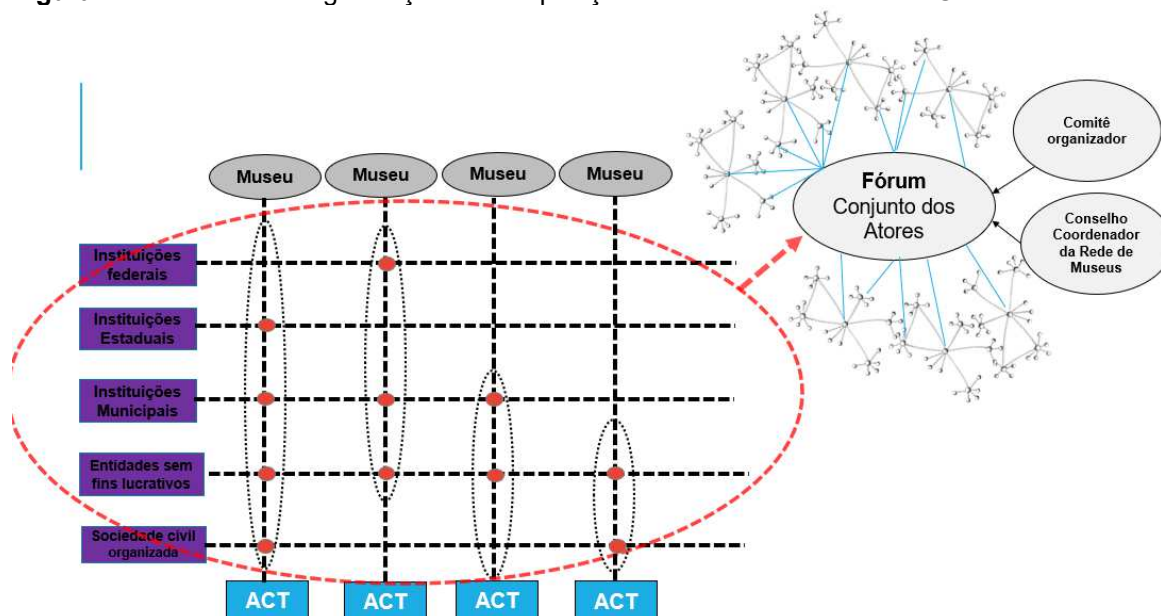 Museu
Museu
Museu
Museu
Instituições
federais
Instituições
Estaduais
Instituições
Municipais
Entidades sem
fins lucrativos
Sociedade civil
organizada
ACT
ACT
ACT
ACT
Fórum
Conjunto dos
Atores
Comitê
organizador
Conselho
Coordenador
da Rede de
Museus